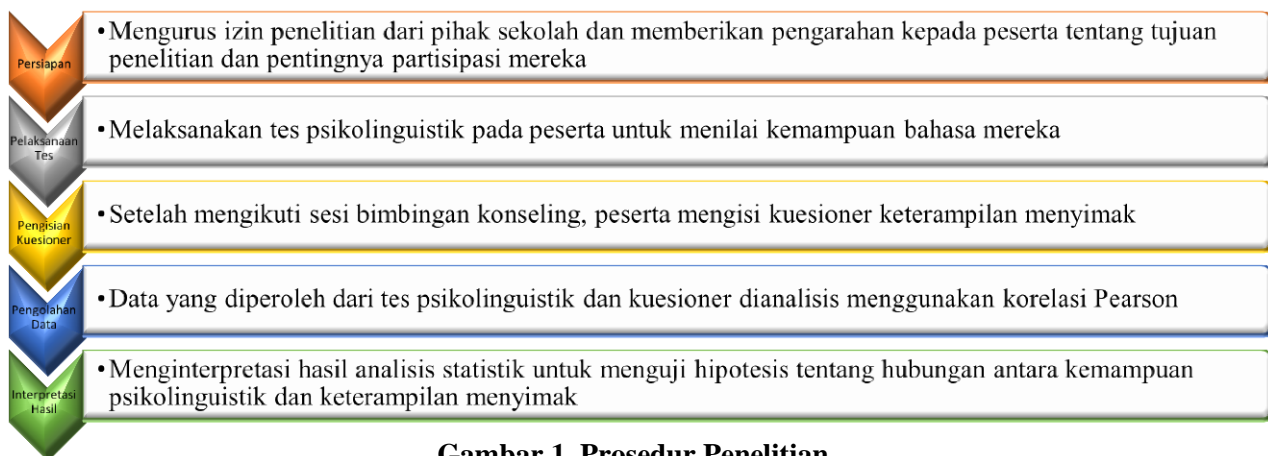 Persiapan
• Mengurus izin penelitian dari pihak sekolah dan memberikan pengarahan kepada peserta tentang tujuan
penelitian dan pentingnya partisipasi mereka
Pelaksanaan
Tes
• Melaksanakan tes psikolinguistik pada peserta untuk menilai kemampuan bahasa mereka
Pengisian
Kuesioner
• Setelah mengikuti sesi bimbingan konseling, peserta mengisi kuesioner keterampilan menyimak
Pengolahan
Data
• Data yang diperoleh dari tes psikolinguistik dan kuesioner dianalisis menggunakan korelasi Pearson
Interpretasi
Hasil
• Menginterpretasi hasil analisis statistik untuk menguji hipotesis tentang hubungan antara kemampuan
psikolinguistik dan keterampilan menyimak
Gambar 1. Prosedur Penelitian